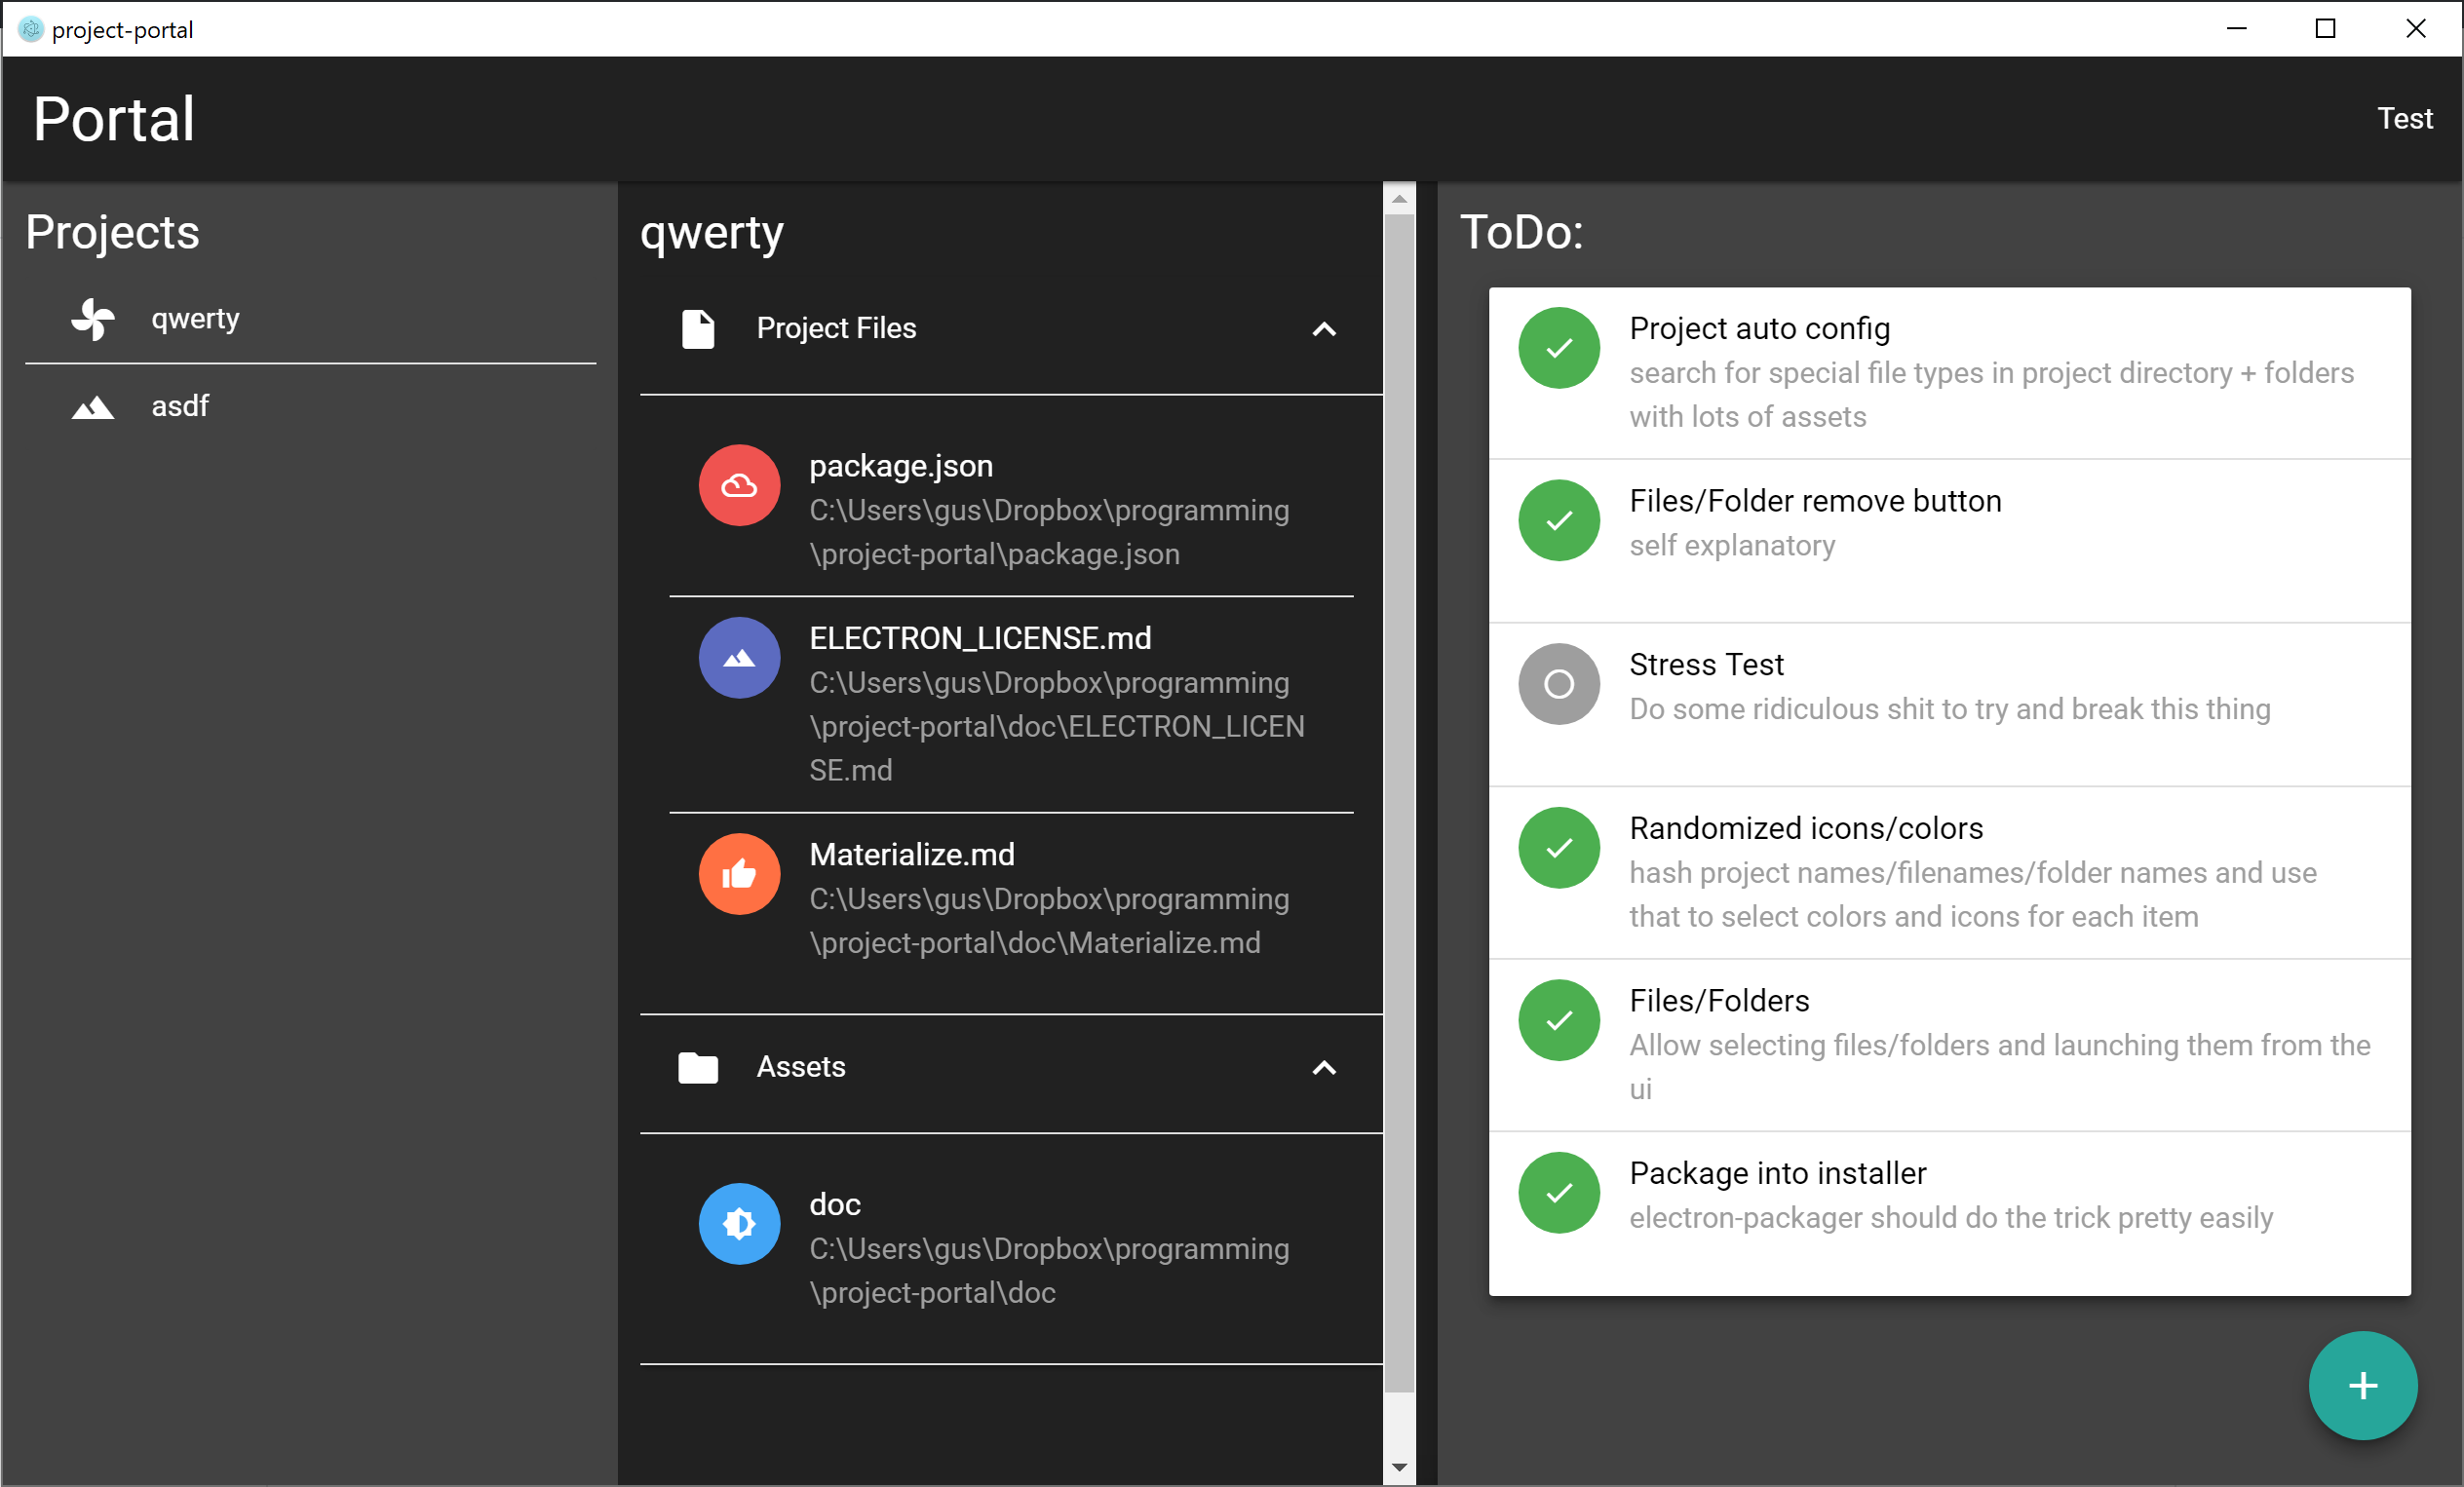 project-portal
Portal
Test
Projects
qwerty
asdf
qwerty
Project Files
package.json
C:\Users\gus\Dropbox\programming
\project-portal\package.json
ELECTRON_LICENSE.md
C:\Users\gus\Dropbox\programming
\project-portal\doc\ELECTRON_LICEN
SE.md
Materialize.md
C:\Users\gus\Dropbox\programming
\project-portal\doc\Materialize.md
Assets
doc
C:\Users\gus\Dropbox\programming
\project-portal\doc
ToDo:
Project auto config
search for special file types in project directory + folders
with lots of assets
Files/Folder remove button
self explanatory
Stress Test
Do some ridiculous shit to try and break this thing
Randomized icons/colors
hash project names/filenames/folder names and use
that to select colors and icons for each item
Files/Folders
Allow selecting files/folders and launching them from the
ui
Package into installer
electron-packager should do the trick pretty easily